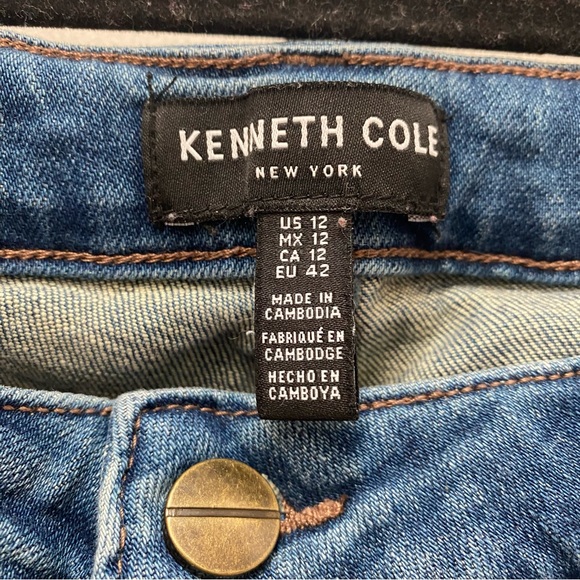 KENNETH COLE
NEW YORK
US 12
MX 12
CA 12
EU 42
MADE IN
CAMBODIA
FABRIQUÉ EN
CAMBODGE
HECHO EN
CAMBOYA